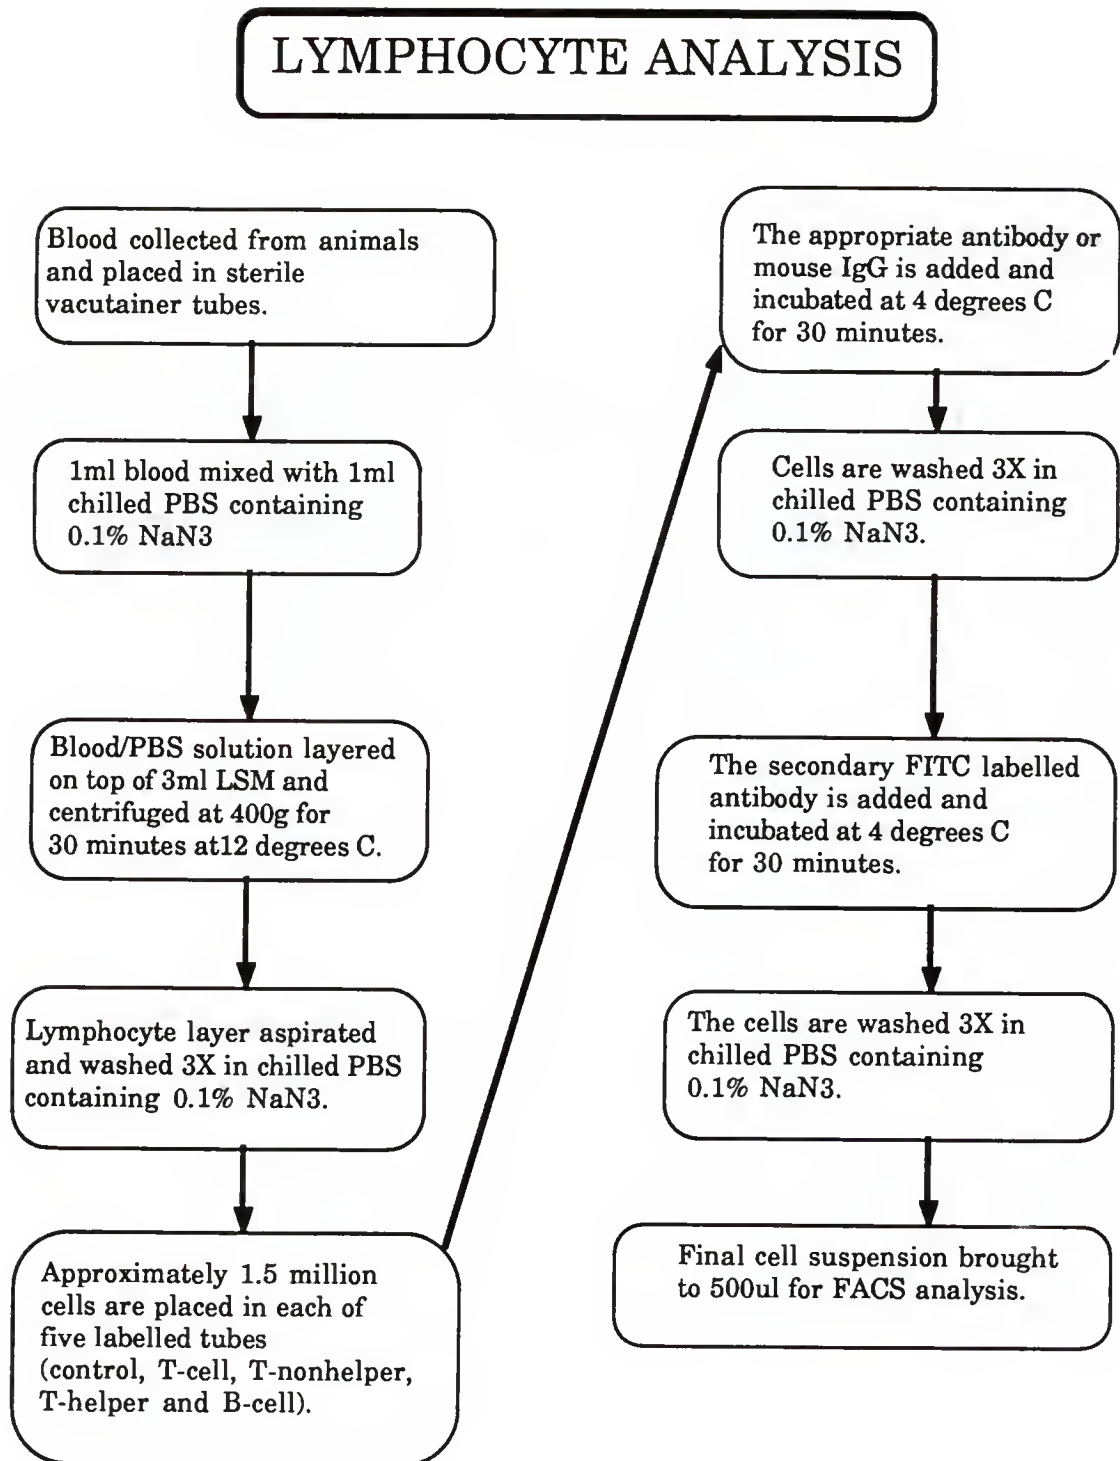 LYMPHOCYTE ANALYSIS
Blood collected from animals
and placed in sterile
vacutainer tubes.
1ml blood mixed with 1ml
chilled PBS containing
0.1% NaN3
Blood/PBS solution layered
on top of 3ml LSM and
centrifuged at 400g for
30 minutes at12 degrees C.
Lymphocyte layer aspirated
and washed 3X in chilled PBS
containing 0.1% NaN3.
Approximately 1.5 million
cells are placed in each of
five labelled tubes
(control, T-cell, T-nonhelper,
T-helper and B-cell).
The appropriate antibody or
mouse IgG is added and
incubated at 4 degrees C
for 30 minutes.
Cells are washed 3X in
chilled PBS containing
0.1% NaN3.
The secondary FITC labelled
antibody is added and
incubated at 4 degrees C
for 30 minutes.
The cells are washed 3X in
chilled PBS containing
0.1% NaN3.
Final cell suspension brought
to 500ul for FACS analysis.